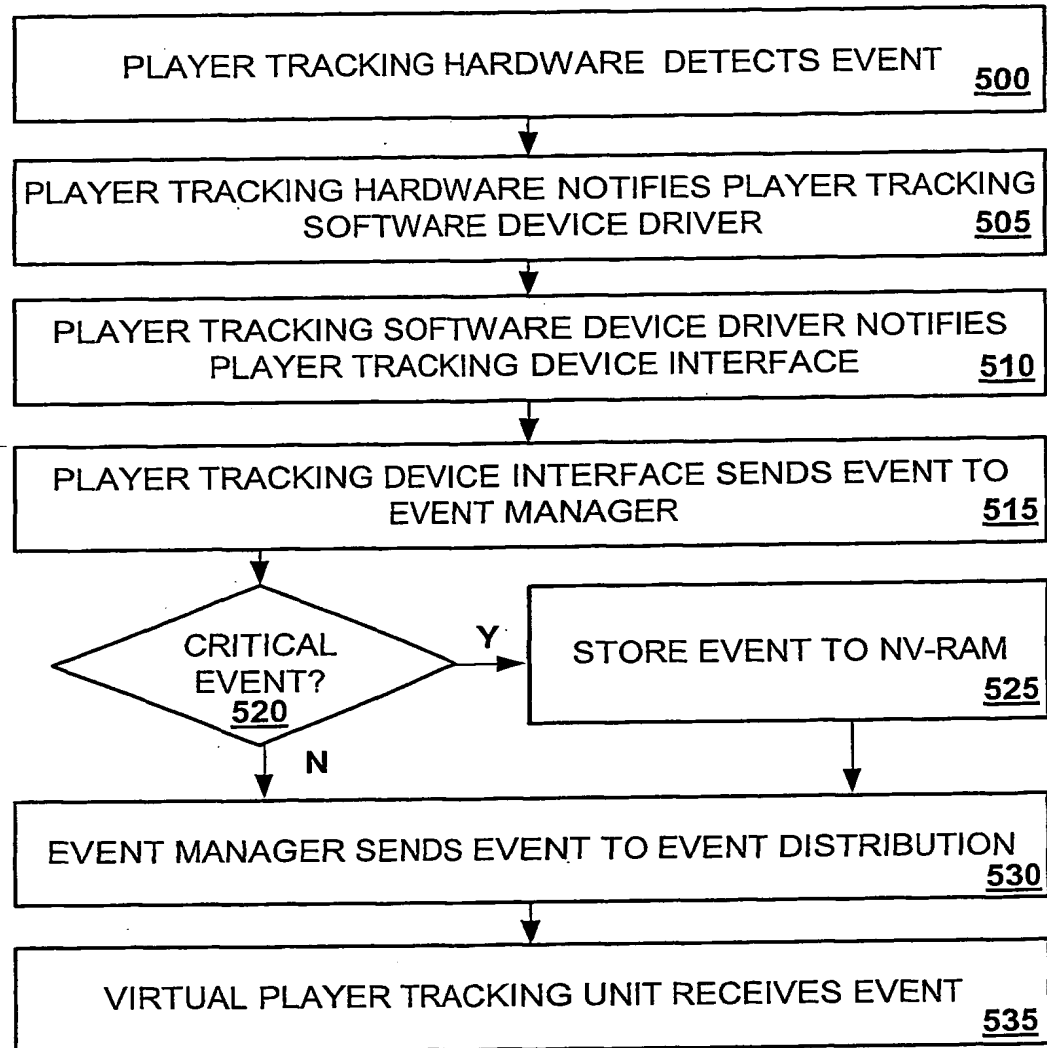 PLAYER TRACKING HARDWARE DETECTS EVENT
500
PLAYER TRACKING HARDWARE NOTIFIES PLAYER TRACKING
SOFTWARE DEVICE DRIVER 505
PLAYER TRACKING SOFTWARE DEVICE DRIVER NOTIFIES
PLAYER TRACKING DEVICE INTERFACE 510
PLAYER TRACKING DEVICE INTERFACE SENDS EVENT TO
EVENT MANAGER 515
CRITICAL
EVENT?
520
Y
STORE EVENT TO NV-RAM
525
N
EVENT MANAGER SENDS EVENT TO EVENT DISTRIBUTION
530
VIRTUAL PLAYER TRACKING UNIT RECEIVES EVENT
535